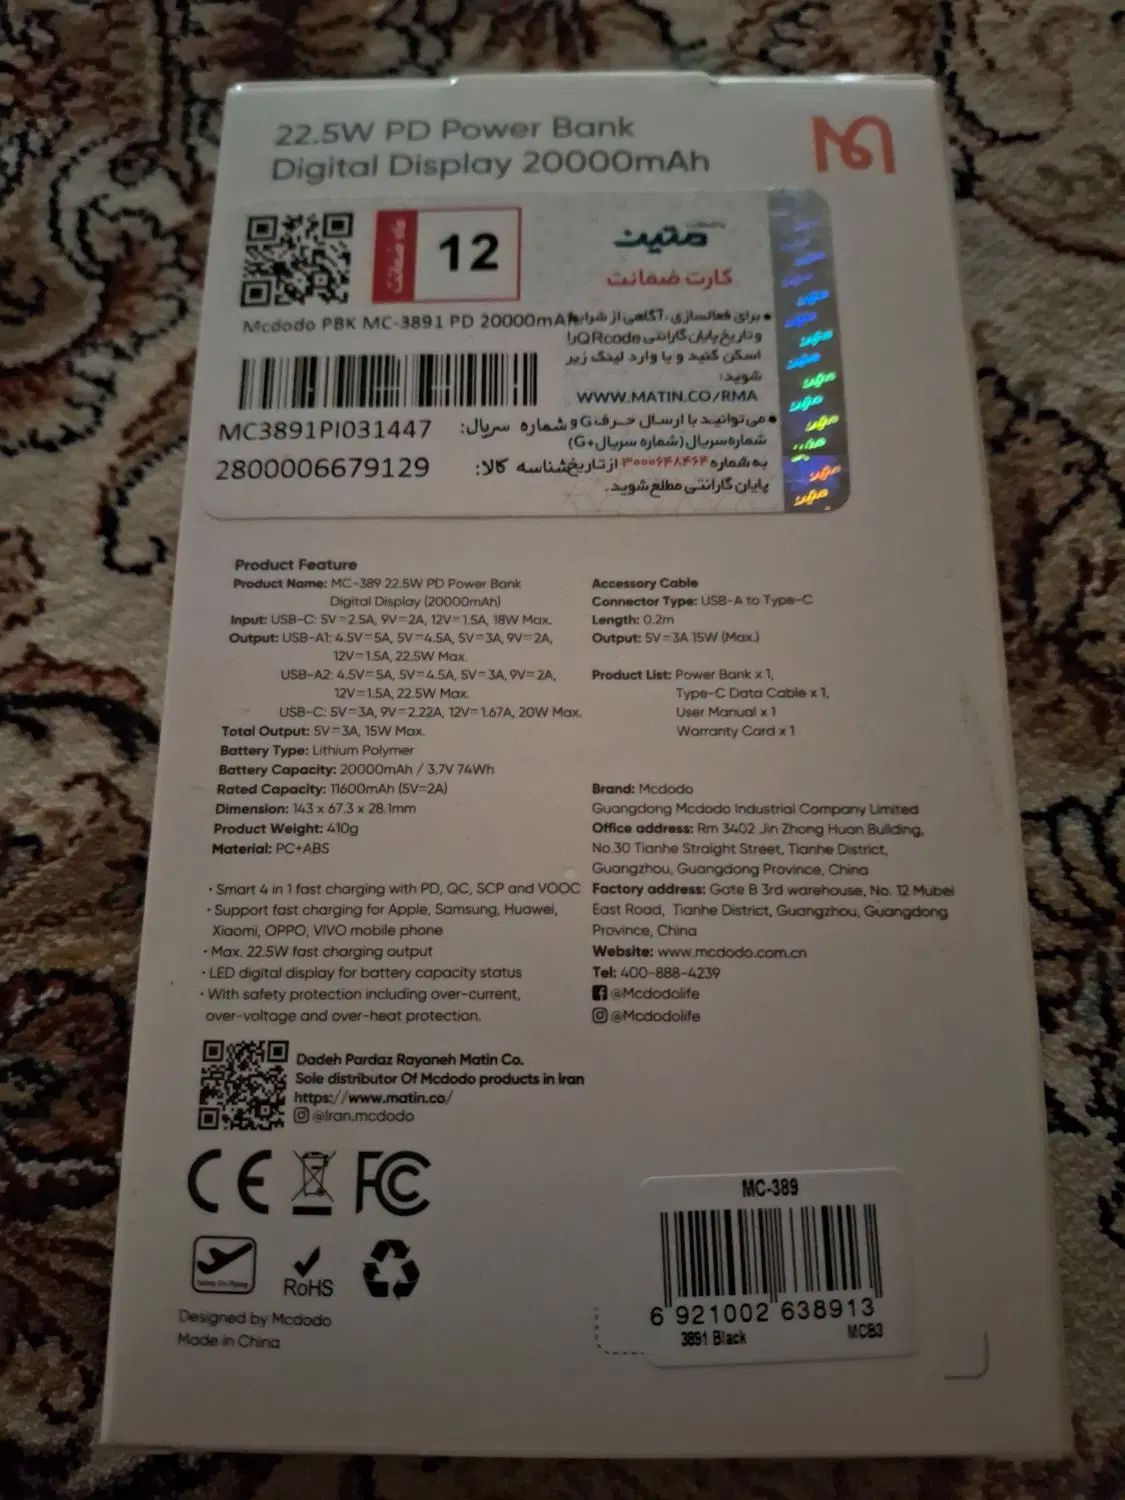 22.5W PD Power Bank
Digital Display 20000mAh
12
ماه ضمانت
متین
کارت ضمانت
Mcdodo PBK MC-3891 PD 20000mAh
برای فعالسازی، آگاهی از شرایط
و تاریخ پایان گارانتی QRcode را
اسکن کنید و یا وارد لینک زیر
شوید:
WWW.MATIN.CO/RMA
MC3891PI031447 شماره سریال:
2800006679129 شناسه کالا:
می‌توانید با ارسال حرف G و
شماره سریال (شماره سریال+G)
به شماره ۳۰۰۰۶۴۸۴۶۴ از تاریخ
پایان گارانتی مطلع شوید.
Product Feature
Product Name: MC-389 22.5W PD Power Bank
Digital Display (20000mAh)
Input: USB-C: 5V=2.5A, 9V=2A, 12V=1.5A, 18W Max.
Output: USB-A1: 4.5V=5A, 5V=4.5A, 5V=3A, 9V=2A,
12V=1.5A, 22.5W Max.
USB-A2: 4.5V=5A, 5V=4.5A, 5V=3A, 9V=2A,
12V=1.5A, 22.5W Max.
USB-C: 5V=3A, 9V=2.22A, 12V=1.67A, 20W Max.
Total Output: 5V=3A, 15W Max.
Battery Type: Lithium Polymer
Battery Capacity: 20000mAh / 3.7V 74Wh
Rated Capacity: 11600mAh (5V=2A)
Dimension: 143 x 67.3 x 28.1mm
Product Weight: 410g
Material: PC+ABS
• Smart 4 in 1 fast charging with PD, QC, SCP and VOOC
• Support fast charging for Apple, Samsung, Huawei,
Xiaomi, OPPO, VIVO mobile phone
• Max. 22.5W fast charging output
• LED digital display for battery capacity status
• With safety protection including over-current,
over-voltage and over-heat protection.
Accessory Cable
Connector Type: USB-A to Type-C
Length: 0.2m
Output: 5V=3A 15W (Max.)
Product List: Power Bank x 1,
Type-C Data Cable x 1,
User Manual x 1
Warranty Card x 1
Brand: Mcdodo
Guangdong Mcdodo Industrial Company Limited
Office address: Rm 3402 Jin Zhong Huan Building,
No.30 Tianhe Straight Street, Tianhe District,
Guangzhou, Guangdong Province, China
Factory address: Gate B 3rd warehouse, No. 12 Mubei
East Road, Tianhe District, Guangzhou, Guangdong
Province, China
Website: www.mcdodo.com.cn
Tel: 400-888-4239
@Mcdodolife
@Mcdodolife
Dadeh Pardaz Rayaneh Matin Co.
Sole distributor Of Mcdodo products in Iran
https://www.matin.co/
@Iran.mcdodo
CE FC
RoHS
Designed by Mcdodo
Made in China
MC-389
6 921002 638913
3891 Black MCB3